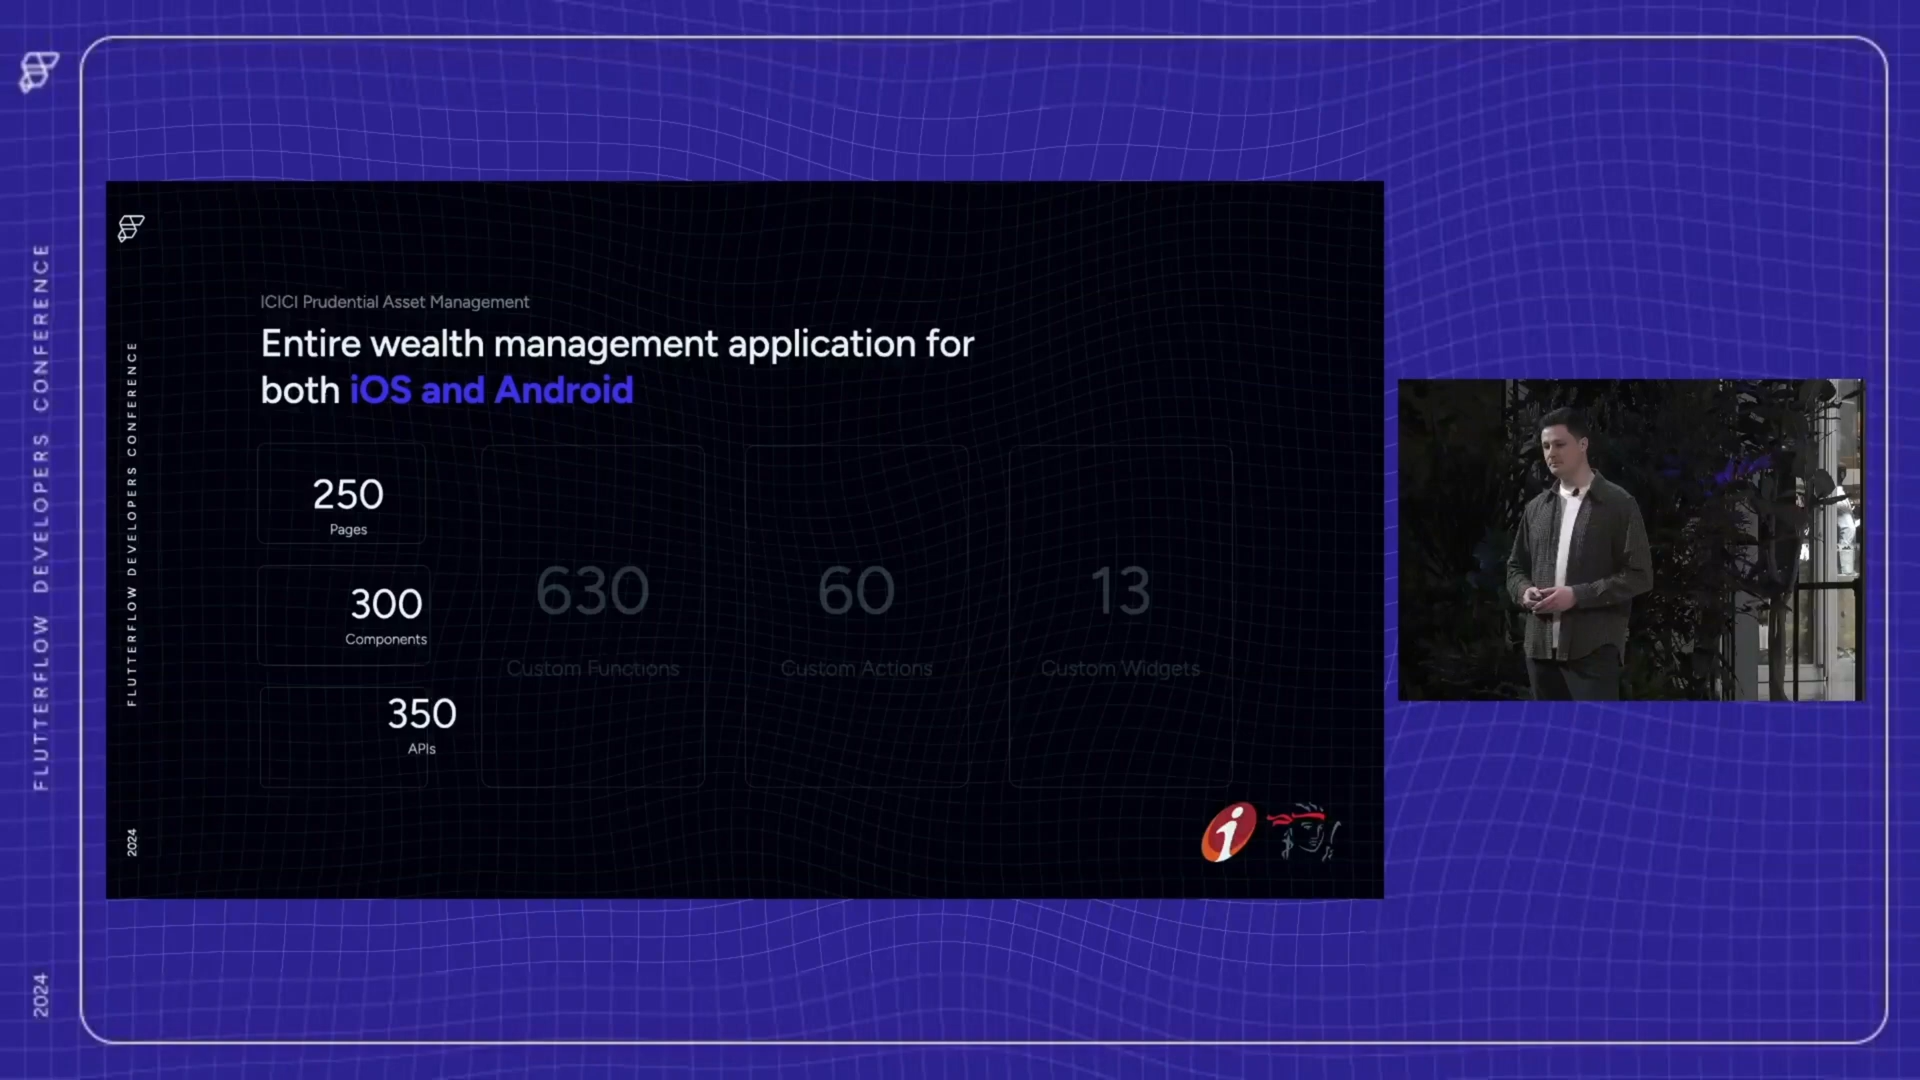 FLUTTERFLOW DEVELOPERS CONFERENCE
2024
FLUTTERFLOW DEVELOPERS CONFERENCE
2024
ICICI Prudential Asset Management
Entire wealth management application for
both iOS and Android
250
Pages
300
Components
350
APIs
630
Custom Functions
60
Custom Actions
13
Custom Widgets